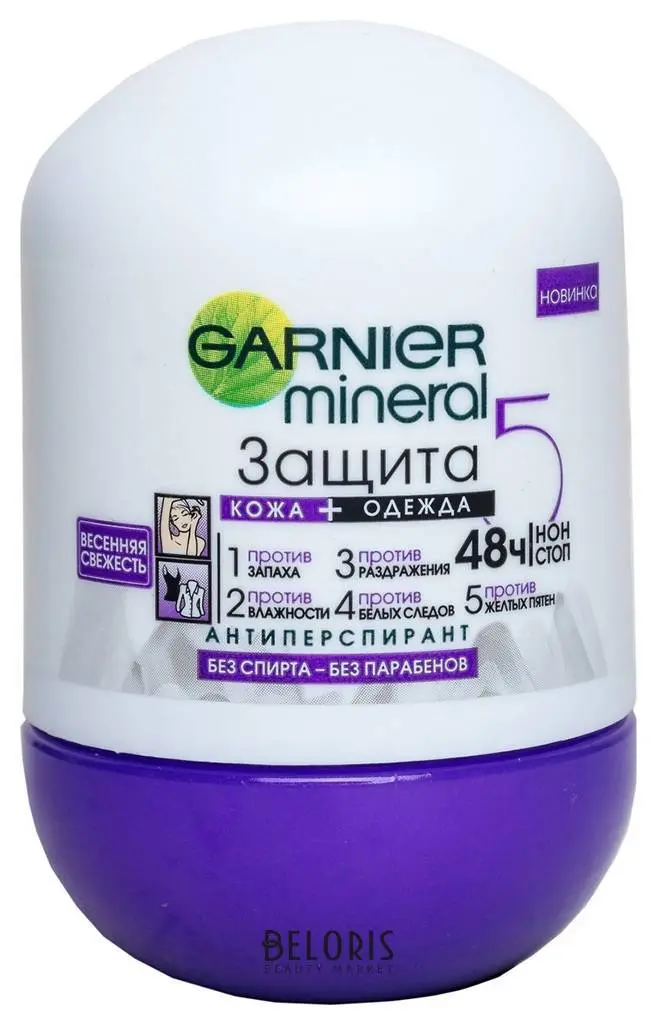 НОВИНКА
GARNIER
mineral
Защита 5
КОЖА + ОДЕЖДА
ВЕСЕННЯЯ
СВЕЖЕСТЬ
1 против запаха
2 против влажности
3 против раздражения
4 против белых следов
5 против желтых пятен
48ч НОН СТОП
АНТИПЕРСПИРАНТ
БЕЗ СПИРТА – БЕЗ ПАРАБЕНОВ
BELORIS
BEAUTY MARKET